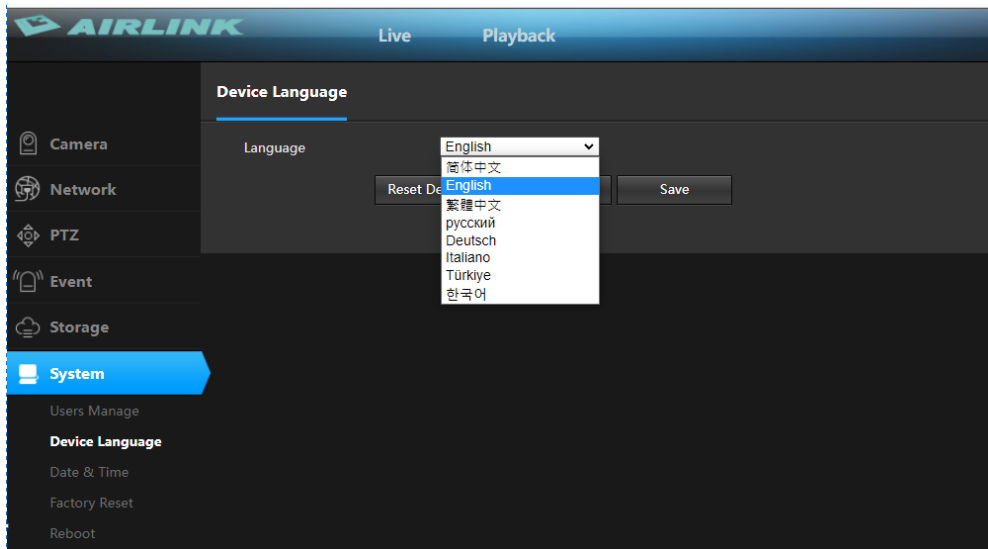 AIRLINK
Live Playback
Device Language
Camera
Network
PTZ
Event
Storage
System
Users Manage
Device Language
Date & Time
Factory Reset
Reboot
Language English
简体中文
English
繁體中文
русский
Deutsch
Italiano
Türkiye
한국어
Reset De
Save